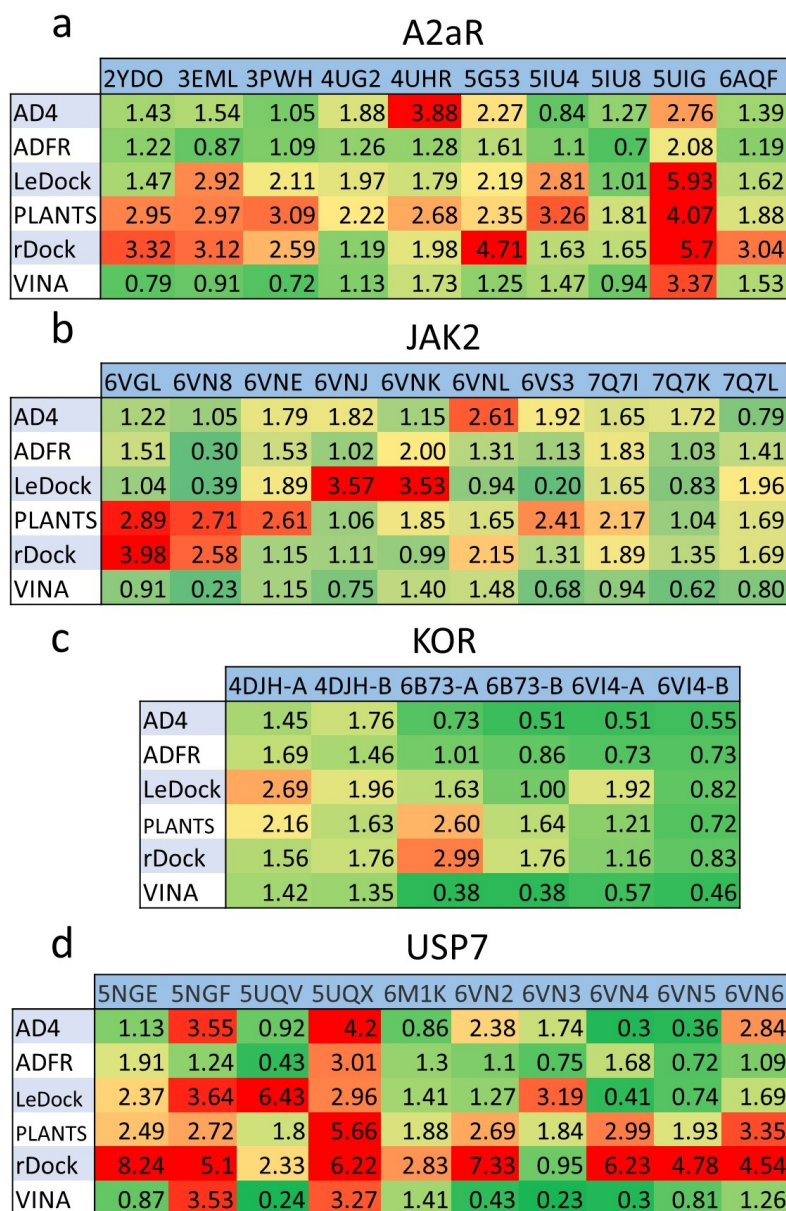 a
A2aR
2YDO 3EML 3PWH 4UG2 4UHR 5G53 5IU4 5IU8 5UIG 6AQF
AD4 1.43 1.54 1.05 1.88 3.88 2.27 0.84 1.27 2.76 1.39
ADFR 1.22 0.87 1.09 1.26 1.28 1.61 1.1 0.7 2.08 1.19
LeDock 1.47 2.92 2.11 1.97 1.79 2.19 2.81 1.01 5.93 1.62
PLANTS 2.95 2.97 3.09 2.22 2.68 2.35 3.26 1.81 4.07 1.88
rDock 3.32 3.12 2.59 1.19 1.98 4.71 1.63 1.65 5.7 3.04
VINA 0.79 0.91 0.72 1.13 1.73 1.25 1.47 0.94 3.37 1.53
b
JAK2
6VGL 6VN8 6VNE 6VNJ 6VNK 6VNL 6VS3 7Q7I 7Q7K 7Q7L
AD4 1.22 1.05 1.79 1.82 1.15 2.61 1.92 1.65 1.72 0.79
ADFR 1.51 0.30 1.53 1.02 2.00 1.31 1.13 1.83 1.03 1.41
LeDock 1.04 0.39 1.89 3.57 3.53 0.94 0.20 1.65 0.83 1.96
PLANTS 2.89 2.71 2.61 1.06 1.85 1.65 2.41 2.17 1.04 1.69
rDock 3.98 2.58 1.15 1.11 0.99 2.15 1.31 1.89 1.35 1.69
VINA 0.91 0.23 1.15 0.75 1.40 1.48 0.68 0.94 0.62 0.80
c
KOR
4DJH-A 4DJH-B 6B73-A 6B73-B 6VI4-A 6VI4-B
AD4 1.45 1.76 0.73 0.51 0.51 0.55
ADFR 1.69 1.46 1.01 0.86 0.73 0.73
LeDock 2.69 1.96 1.63 1.00 1.92 0.82
PLANTS 2.16 1.63 2.60 1.64 1.21 0.72
rDock 1.56 1.76 2.99 1.76 1.16 0.83
VINA 1.42 1.35 0.38 0.38 0.57 0.46
d
USP7
5NGE 5NGF 5UQV 5UQX 6M1K 6VN2 6VN3 6VN4 6VN5 6VN6
AD4 1.13 3.55 0.92 4.2 0.86 2.38 1.74 0.3 0.36 2.84
ADFR 1.91 1.24 0.43 3.01 1.3 1.1 0.75 1.68 0.72 1.09
LeDock 2.37 3.64 6.43 2.96 1.41 1.27 3.19 0.41 0.74 1.69
PLANTS 2.49 2.72 1.8 5.66 1.88 2.69 1.84 2.99 1.93 3.35
rDock 8.24 5.1 2.33 6.22 2.83 7.33 0.95 6.23 4.78 4.54
VINA 0.87 3.53 0.24 3.27 1.41 0.43 0.23 0.3 0.81 1.26